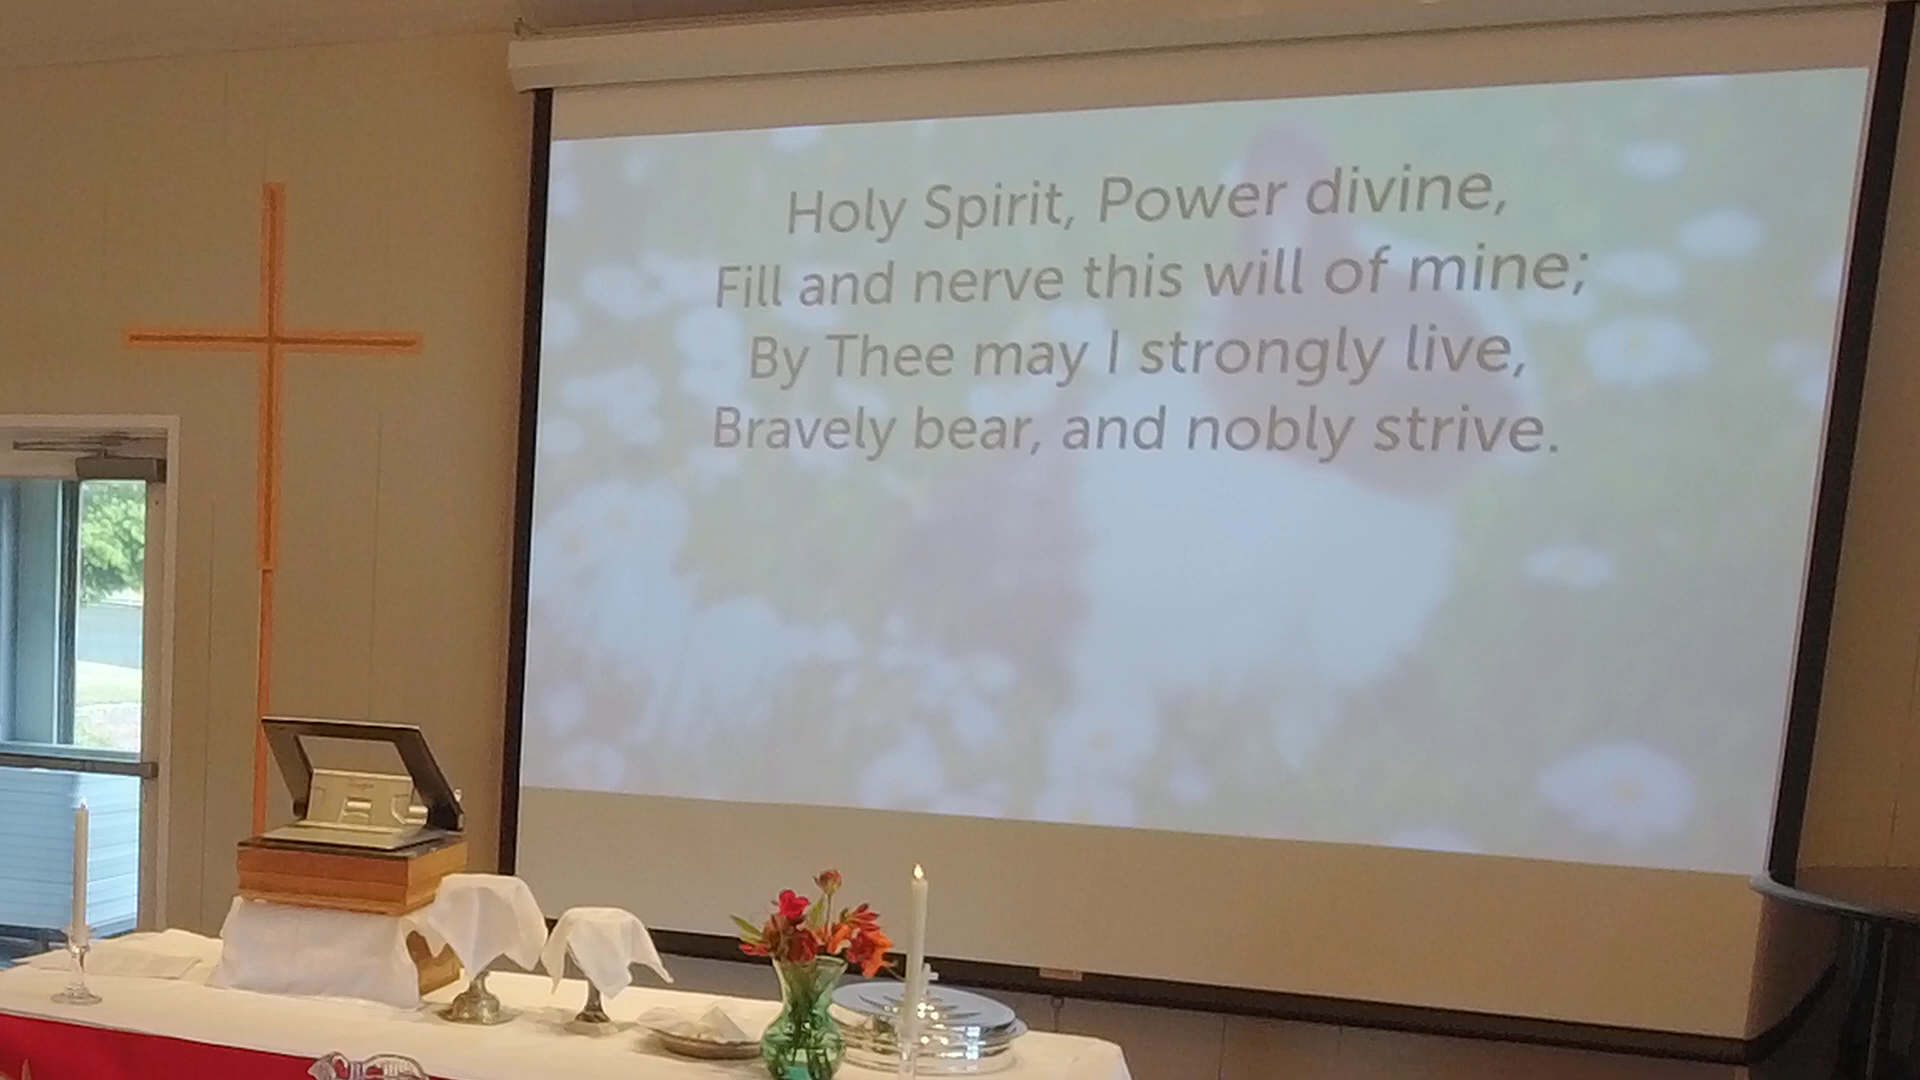 Holy Spirit, Power divine,
Fill and nerve this will of mine;
By Thee may I strongly live,
Bravely bear, and nobly strive.